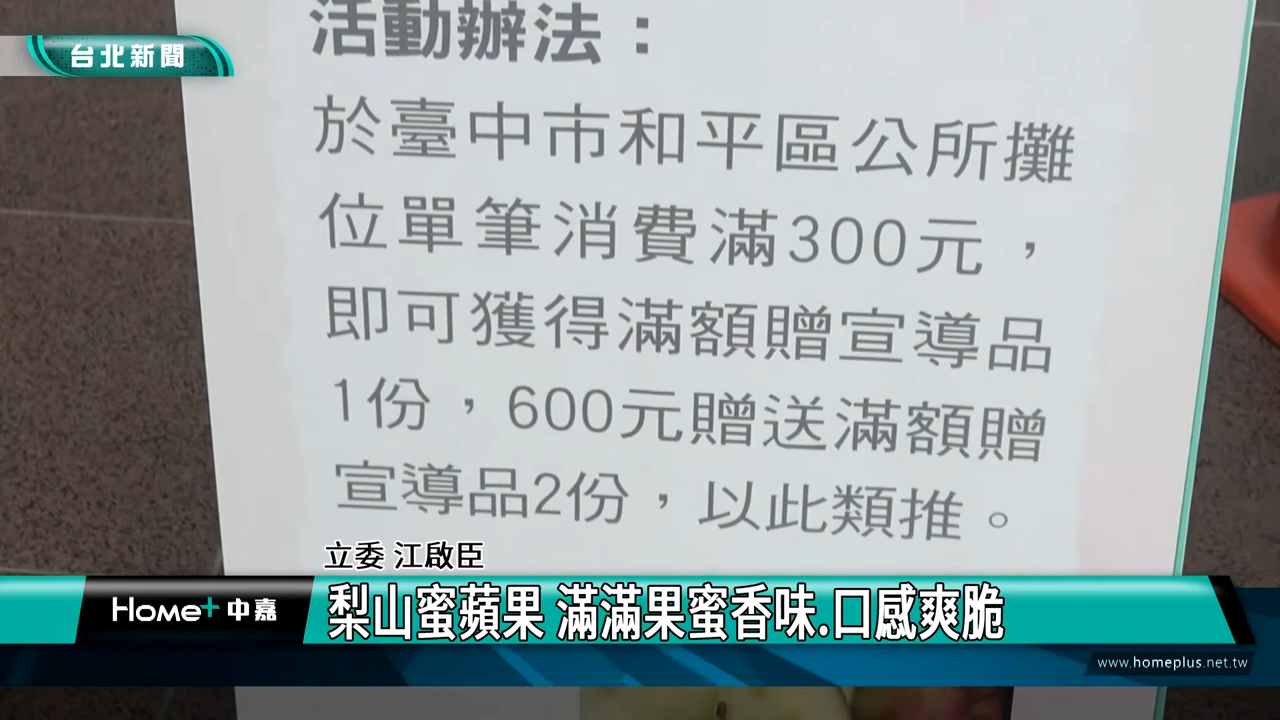 台北新聞
活動辦法：
於臺中市和平區公所攤
位單筆消費滿300元，
即可獲得滿額贈宣導品
1份，600元贈送滿額贈
宣導品2份，以此類推。
立委 江啟臣
Home+中嘉
梨山蜜蘋果 滿滿果蜜香味.口感爽脆
www.homeplus.net.tw